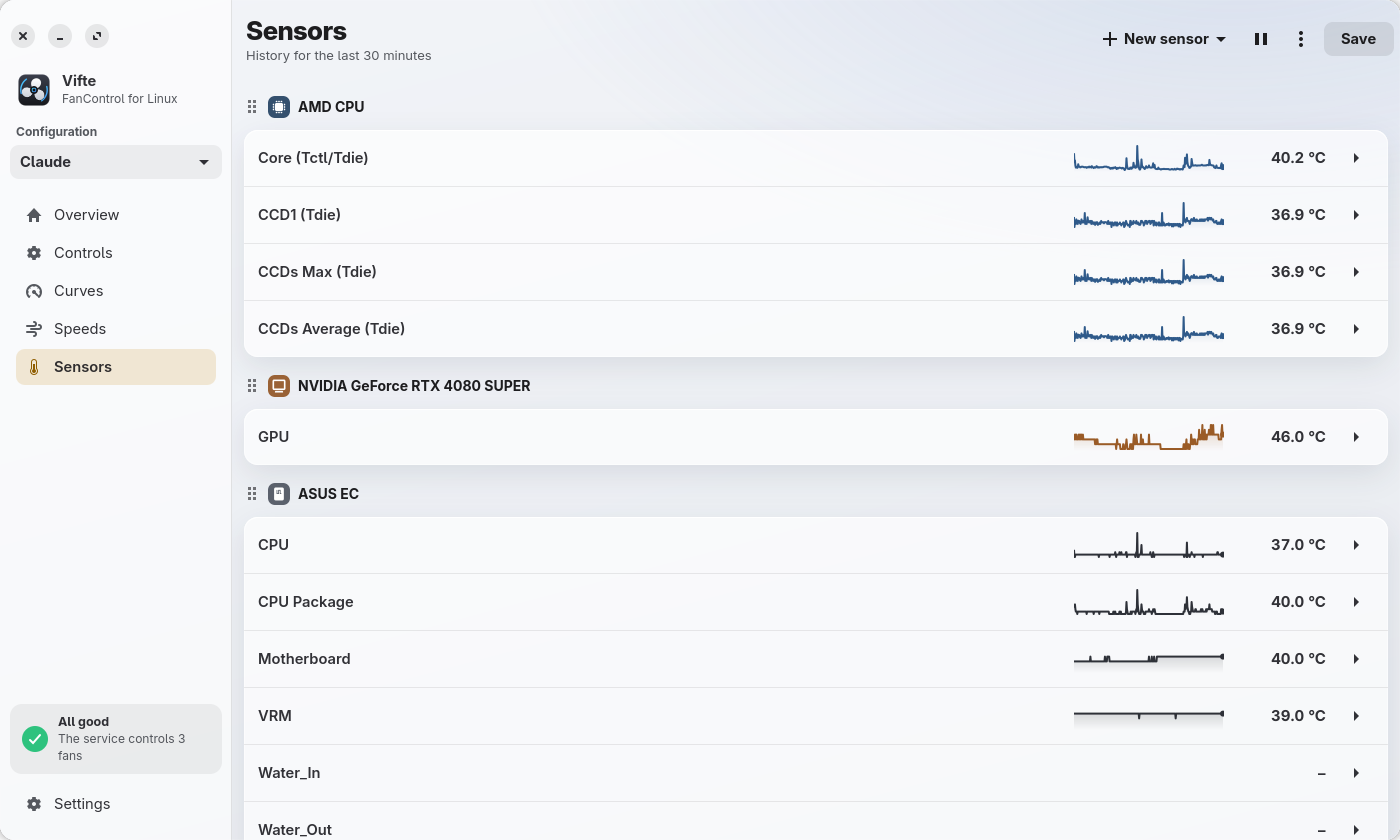 Sensors
History for the last 30 minutes
New sensor
Save
Vifte
FanControl for Linux
Configuration
Claude
Overview
Controls
Curves
Speeds
Sensors
All good
The service controls 3
fans
Settings
AMD CPU
Core (Tctl/Tdie) 40.2 °C
CCD1 (Tdie) 36.9 °C
CCDs Max (Tdie) 36.9 °C
CCDs Average (Tdie) 36.9 °C
NVIDIA GeForce RTX 4080 SUPER
GPU 46.0 °C
ASUS EC
CPU 37.0 °C
CPU Package 40.0 °C
Motherboard 40.0 °C
VRM 39.0 °C
Water_In –
Water_Out –